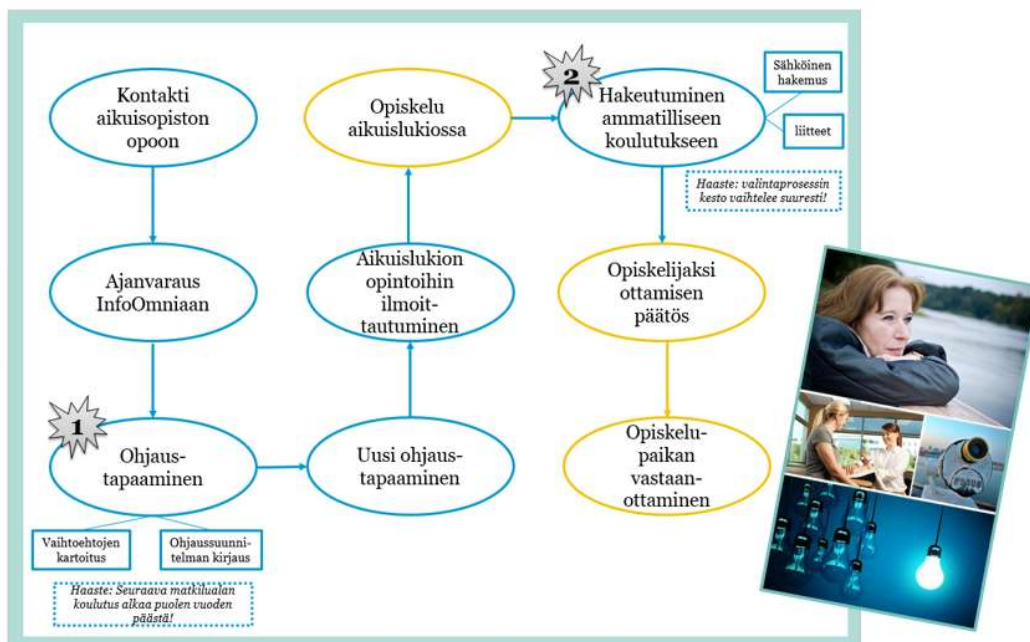 Kontakti
aikuisopiston
opoon
Ajanvaraus
InfoOmniaan
1
Ohjaus-
tapaaminen
Vaihtoehtojen
kartoitus
Ohjaussuunni-
telman kirjaus
Haaste: Seuraava matkilualan
koulutus alkaa puolen vuoden
päästä!
Uusi ohjaus-
tapaaminen
Aikuislukion
opintoihin
ilmoit-
tautuminen
Opiskelu
aikuislukiossa
2
Hakeutuminen
ammatilliseen
koulutukseen
Sähköinen
hakemus
liitteet
Haaste: valintaprosessin
kesto vaihtelee suuresti!
Opiskelijaksi
ottamisen
päätös
Opiskelu-
paikan
vastaan-
ottaminen